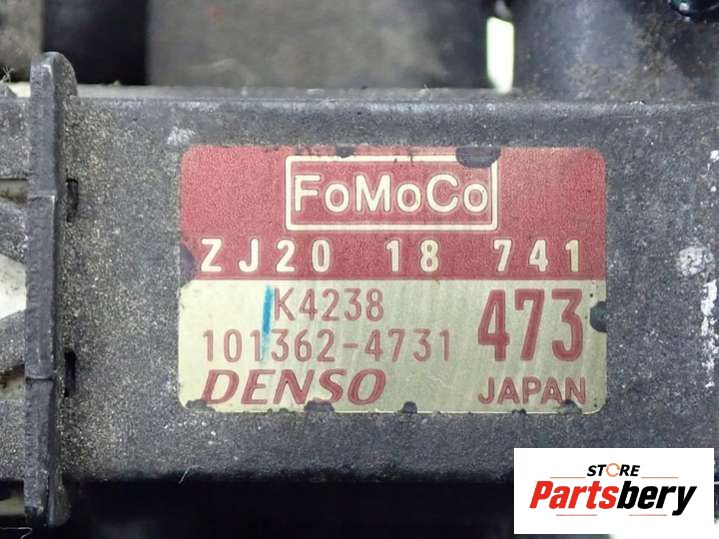 FoMoCo
ZJ20 18 741
K4238
101362-4731 473
DENSO JAPAN
STORE
Partsbery